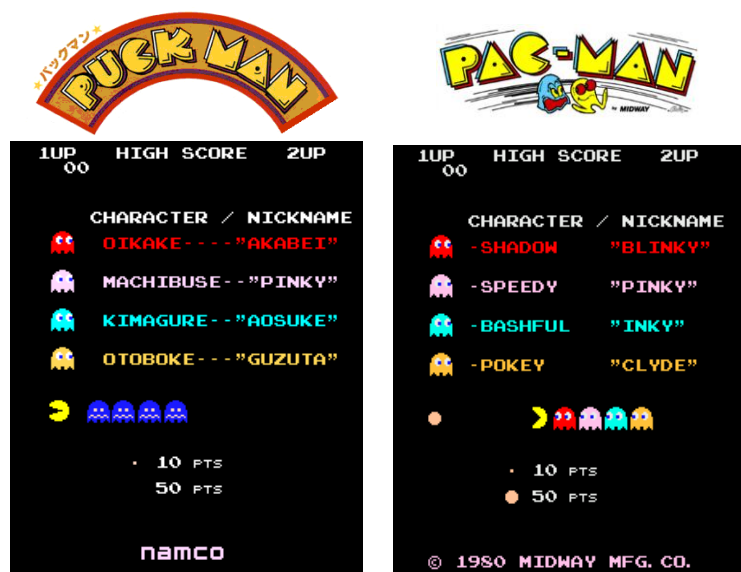 ★パックマン★
PUCK MAN
1UP HIGH SCORE 2UP
00
CHARACTER / NICKNAME
OIKAKE----"AKABEI"
MACHIBUSE--"PINKY"
KIMAGURE--"AOSUKE"
OTOBOKE---"GUZUTA"
10 PTS
50 PTS
namco
PAC-MAN
by MIDWAY
1UP HIGH SCORE 2UP
00
CHARACTER / NICKNAME
-SHADOW "BLINKY"
-SPEEDY "PINKY"
-BASHFUL "INKY"
-POKEY "CLYDE"
10 PTS
50 PTS
© 1980 MIDWAY MFG. CO.